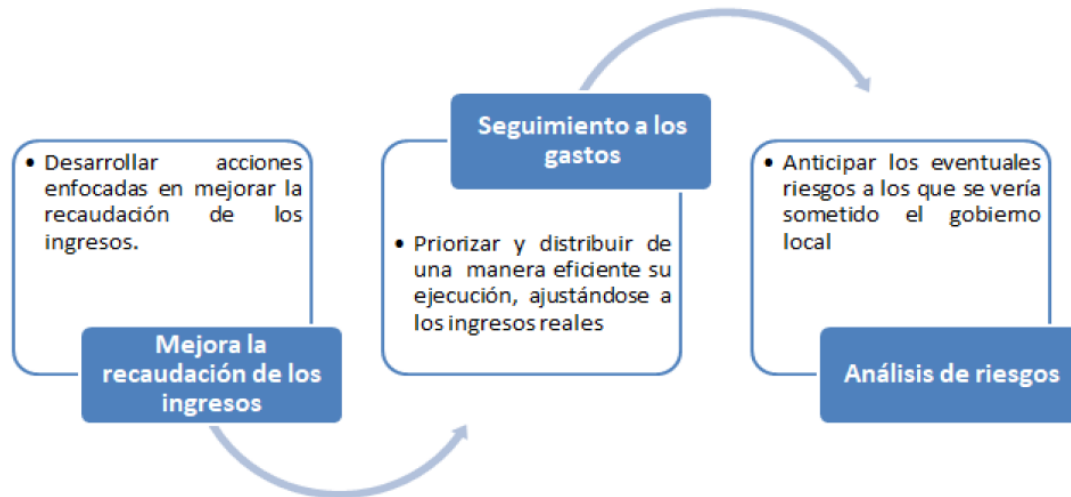 • Desarrollar acciones
enfocadas en mejorar la
recaudación de los
ingresos.
Mejora la
recaudación de los
ingresos
Seguimiento a los
gastos
• Priorizar y distribuir de
una manera eficiente su
ejecución, ajustándose a
los ingresos reales
• Anticipar los eventuales
riesgos a los que se vería
sometido el gobierno
local
Análisis de riesgos